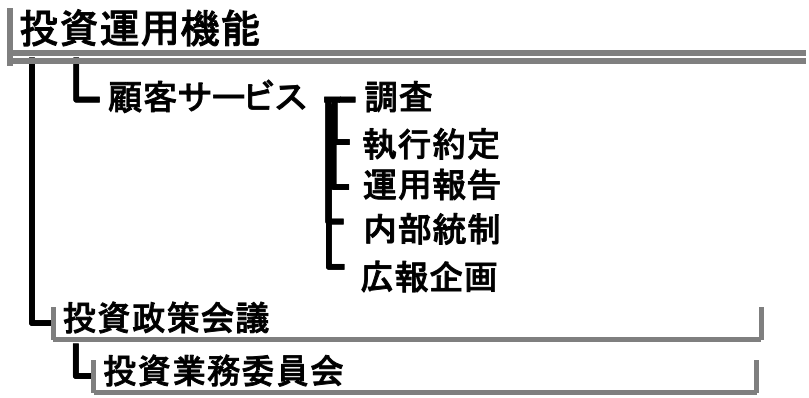 投資運用機能
顧客サービス 調査
執行約定
運用報告
内部統制
広報企画
投資政策会議
投資業務委員会